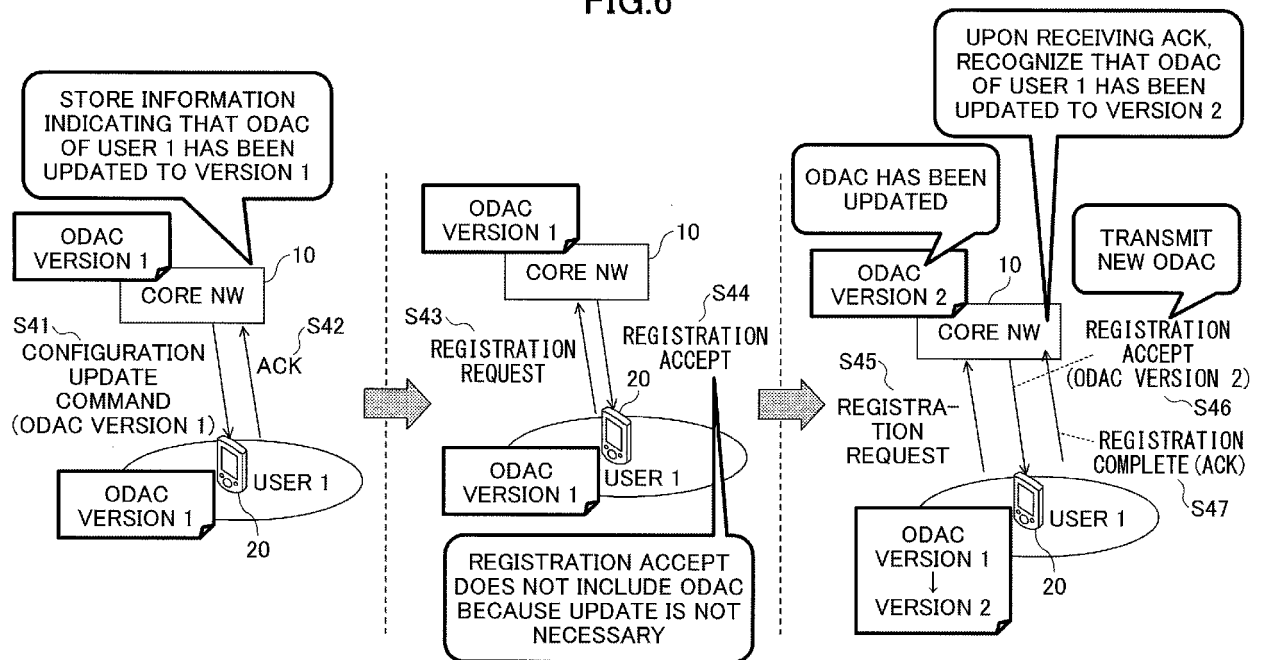 FIG.6
STORE INFORMATION
INDICATING THAT ODAC
OF USER 1 HAS BEEN
UPDATED TO VERSION 1
ODAC
VERSION 1
10
CORE NW
S41
CONFIGURATION
UPDATE
COMMAND
(ODAC VERSION 1)
S42
ACK
USER 1
ODAC
VERSION 1
20
ODAC
VERSION 1
10
CORE NW
S43
REGISTRATION
REQUEST
S44
REGISTRATION
ACCEPT
20
USER 1
ODAC
VERSION 1
REGISTRATION ACCEPT
DOES NOT INCLUDE ODAC
BECAUSE UPDATE IS NOT
NECESSARY
UPON RECEIVING ACK,
RECOGNIZE THAT ODAC
OF USER 1 HAS BEEN
UPDATED TO VERSION 2
ODAC HAS BEEN
UPDATED
TRANSMIT
NEW ODAC
ODAC
VERSION 2
10
CORE NW
S45
REGISTRA-
TION
REQUEST
REGISTRATION
ACCEPT
(ODAC VERSION 2)
S46
REGISTRATION
COMPLETE(ACK)
S47
USER 1
20
ODAC
VERSION 1
↓
VERSION 2